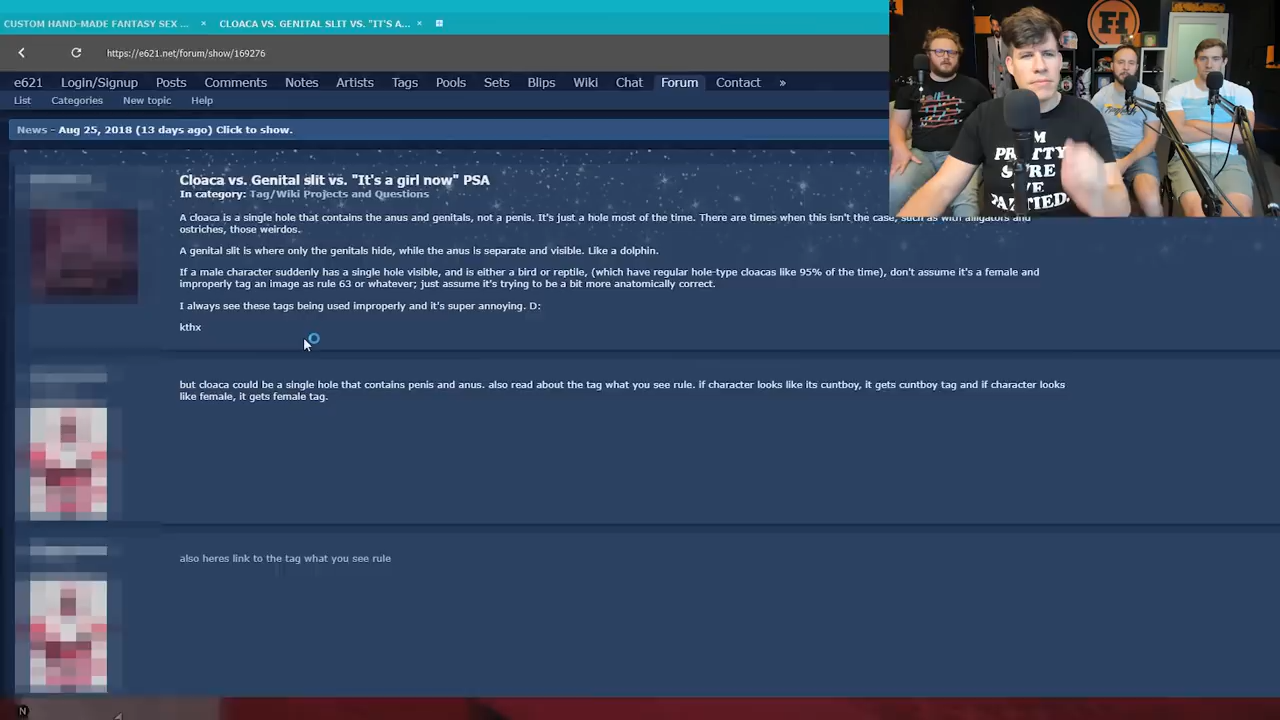 CUSTOM HAND-MADE FANTASY SEX ...
CLOACA VS. GENITAL SLIT VS. "IT'S A...
https://e621.net/forum/show/169276
e621 Login/Signup Posts Comments Notes Artists Tags Pools Sets Blips Wiki Chat Forum Contact »
List Categories New topic Help
News - Aug 25, 2018 (13 days ago) Click to show.
Cloaca vs. Genital slit vs. "It's a girl now" PSA
In category: Tag/Wiki Projects and Questions
A cloaca is a single hole that contains the anus and genitals, not a penis. It's just a hole most of the time. There are times when this isn't the case, such as with alligators and
ostriches, those weirdos.
A genital slit is where only the genitals hide, while the anus is separate and visible. Like a dolphin.
If a male character suddenly has a single hole visible, and is either a bird or reptile, (which have regular hole-type cloacas like 95% of the time), don't assume it's a female and
improperly tag an image as rule 63 or whatever; just assume it's trying to be a bit more anatomically correct.
I always see these tags being used improperly and it's super annoying. D:
kthx
but cloaca could be a single hole that contains penis and anus. also read about the tag what you see rule. if character looks like its cuntboy, it gets cuntboy tag and if character looks
like female, it gets female tag.
also heres link to the tag what you see rule
PRETTY
SURE
WE
N